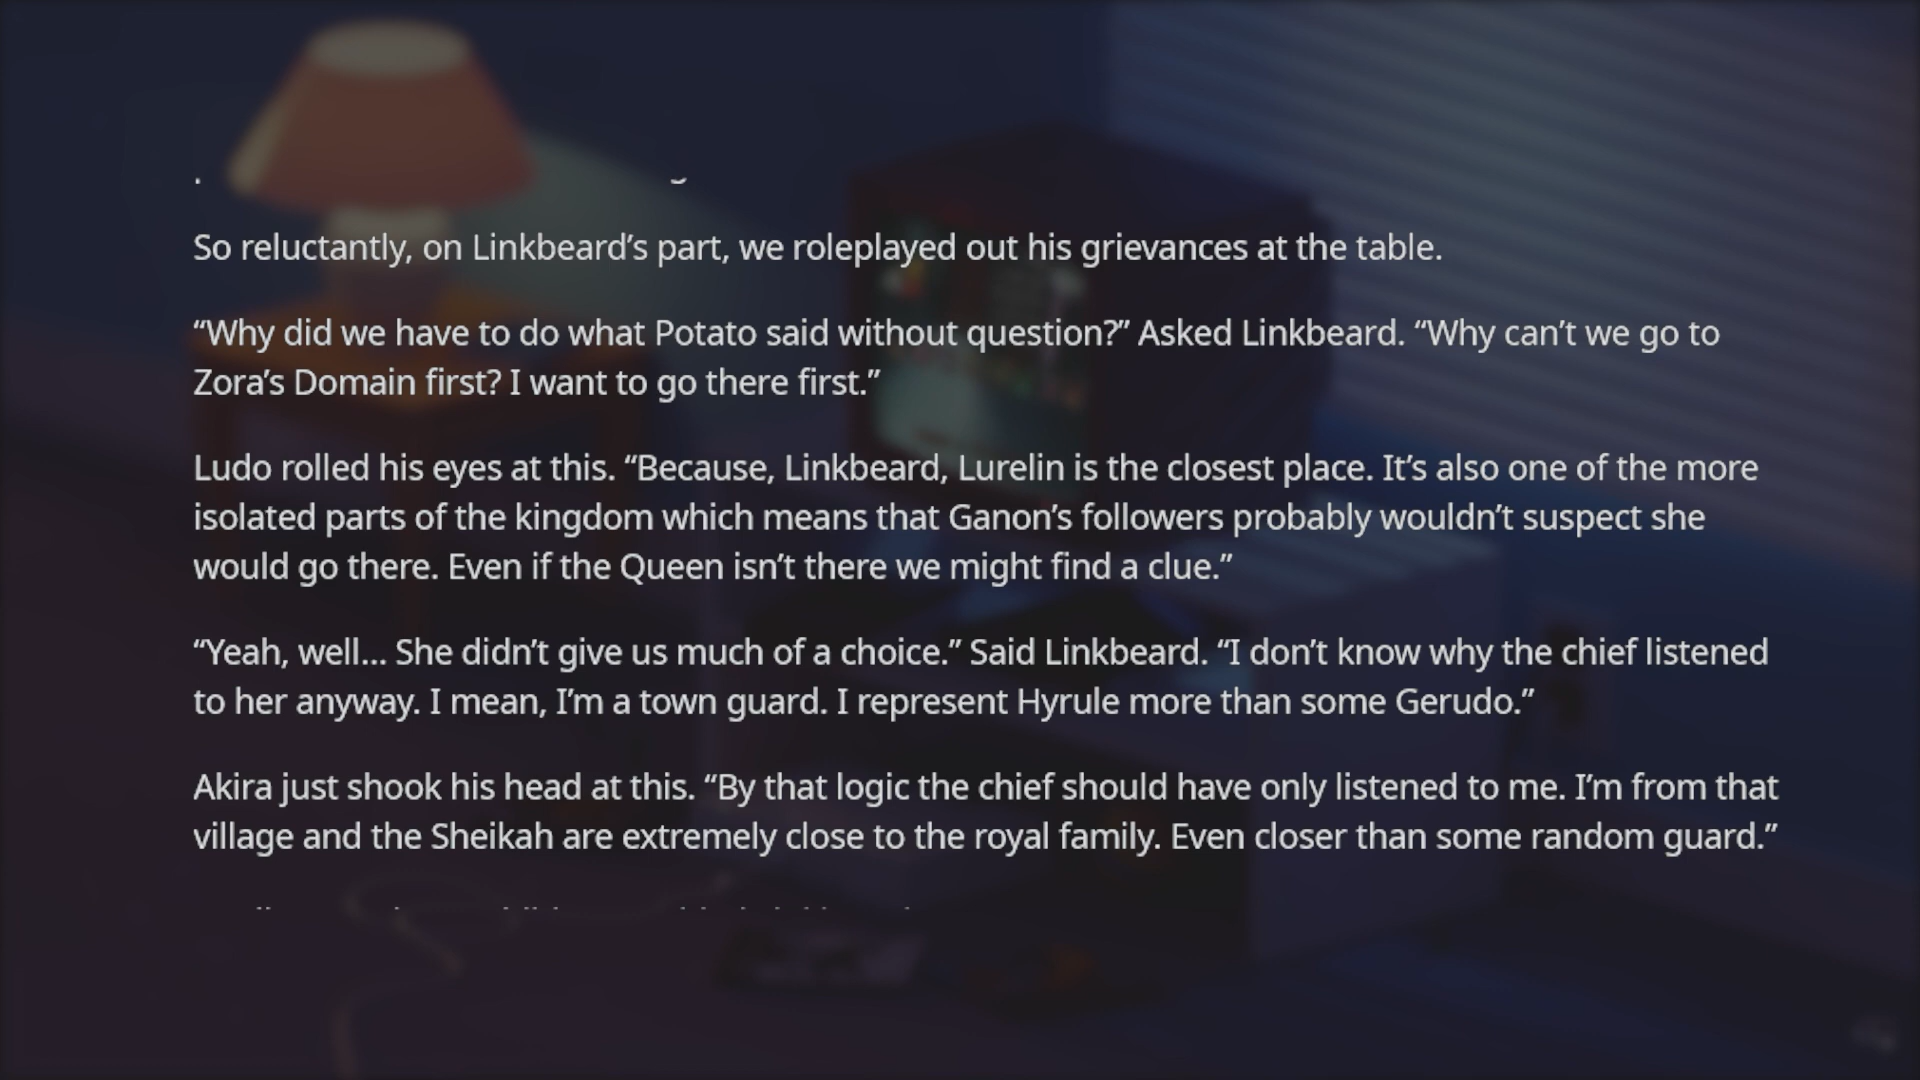 So reluctantly, on Linkbeard’s part, we roleplayed out his grievances at the table.
“Why did we have to do what Potato said without question?” Asked Linkbeard. “Why can’t we go to
Zora’s Domain first? I want to go there first.”
Ludo rolled his eyes at this. “Because, Linkbeard, Lurelin is the closest place. It’s also one of the more
isolated parts of the kingdom which means that Ganon’s followers probably wouldn’t suspect she
would go there. Even if the Queen isn’t there we might find a clue.”
“Yeah, well... She didn’t give us much of a choice.” Said Linkbeard. “I don’t know why the chief listened
to her anyway. I mean, I’m a town guard. I represent Hyrule more than some Gerudo.”
Akira just shook his head at this. “By that logic the chief should have only listened to me. I’m from that
village and the Sheikah are extremely close to the royal family. Even closer than some random guard.”